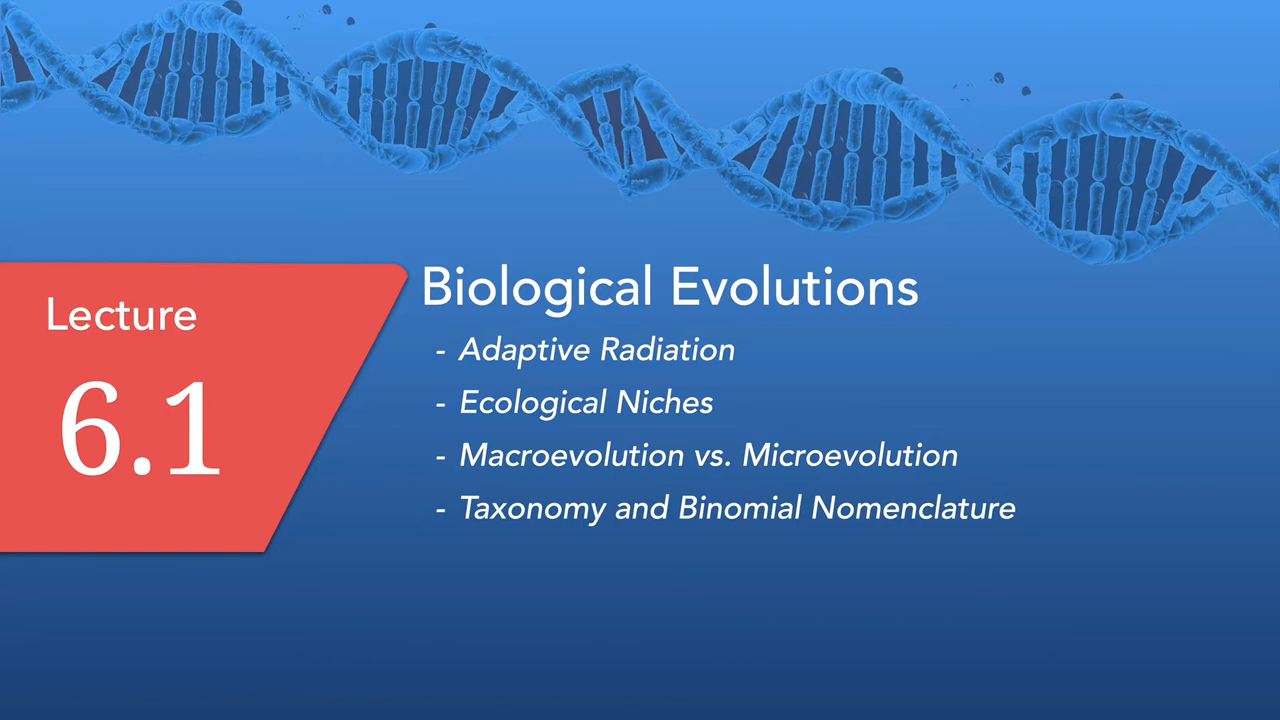 Lecture
6.1
Biological Evolutions
- Adaptive Radiation
- Ecological Niches
- Macroevolution vs. Microevolution
- Taxonomy and Binomial Nomenclature